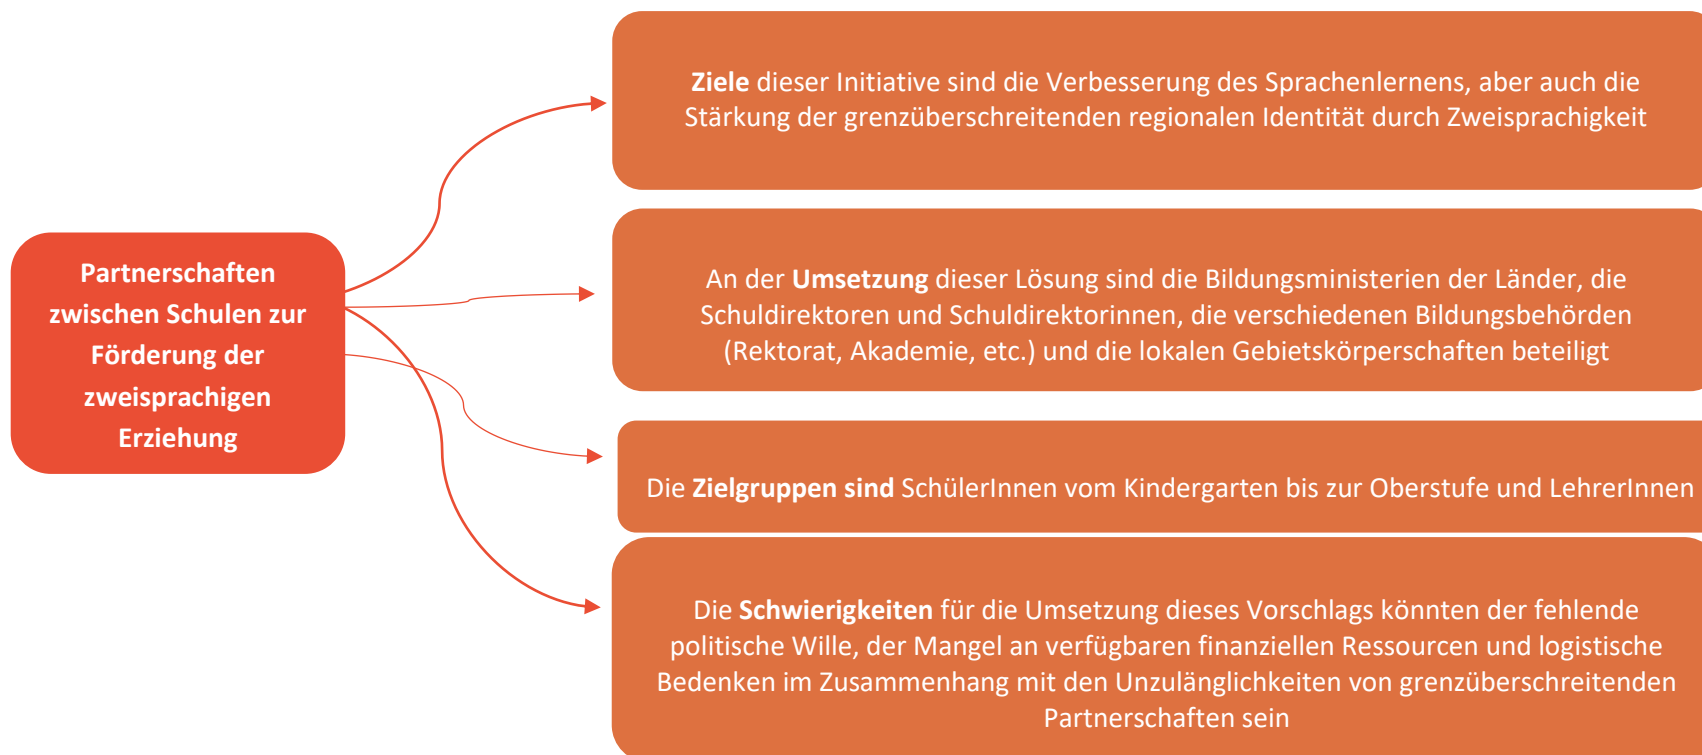 Partnerschaften
zwischen Schulen zur
Förderung der
zweisprachigen
Erziehung
Ziele dieser Initiative sind die Verbesserung des Sprachenlernens, aber auch die
Stärkung der grenzüberschreitenden regionalen Identität durch Zweisprachigkeit
An der Umsetzung dieser Lösung sind die Bildungsministerien der Länder, die
Schuldirektoren und Schuldirektorinnen, die verschiedenen Bildungsbehörden
(Rektorat, Akademie, etc.) und die lokalen Gebietskörperschaften beteiligt
Die Zielgruppen sind SchülerInnen vom Kindergarten bis zur Oberstufe und LehrerInnen
Die Schwierigkeiten für die Umsetzung dieses Vorschlags könnten der fehlende
politische Wille, der Mangel an verfügbaren finanziellen Ressourcen und logistische
Bedenken im Zusammenhang mit den Unzulänglichkeiten von grenzüberschreitenden
Partnerschaften sein